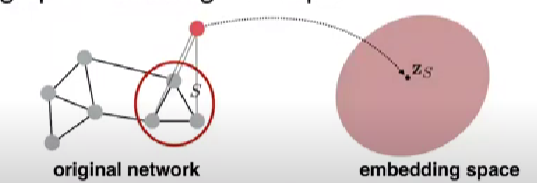 S
z_S
original network
embedding space